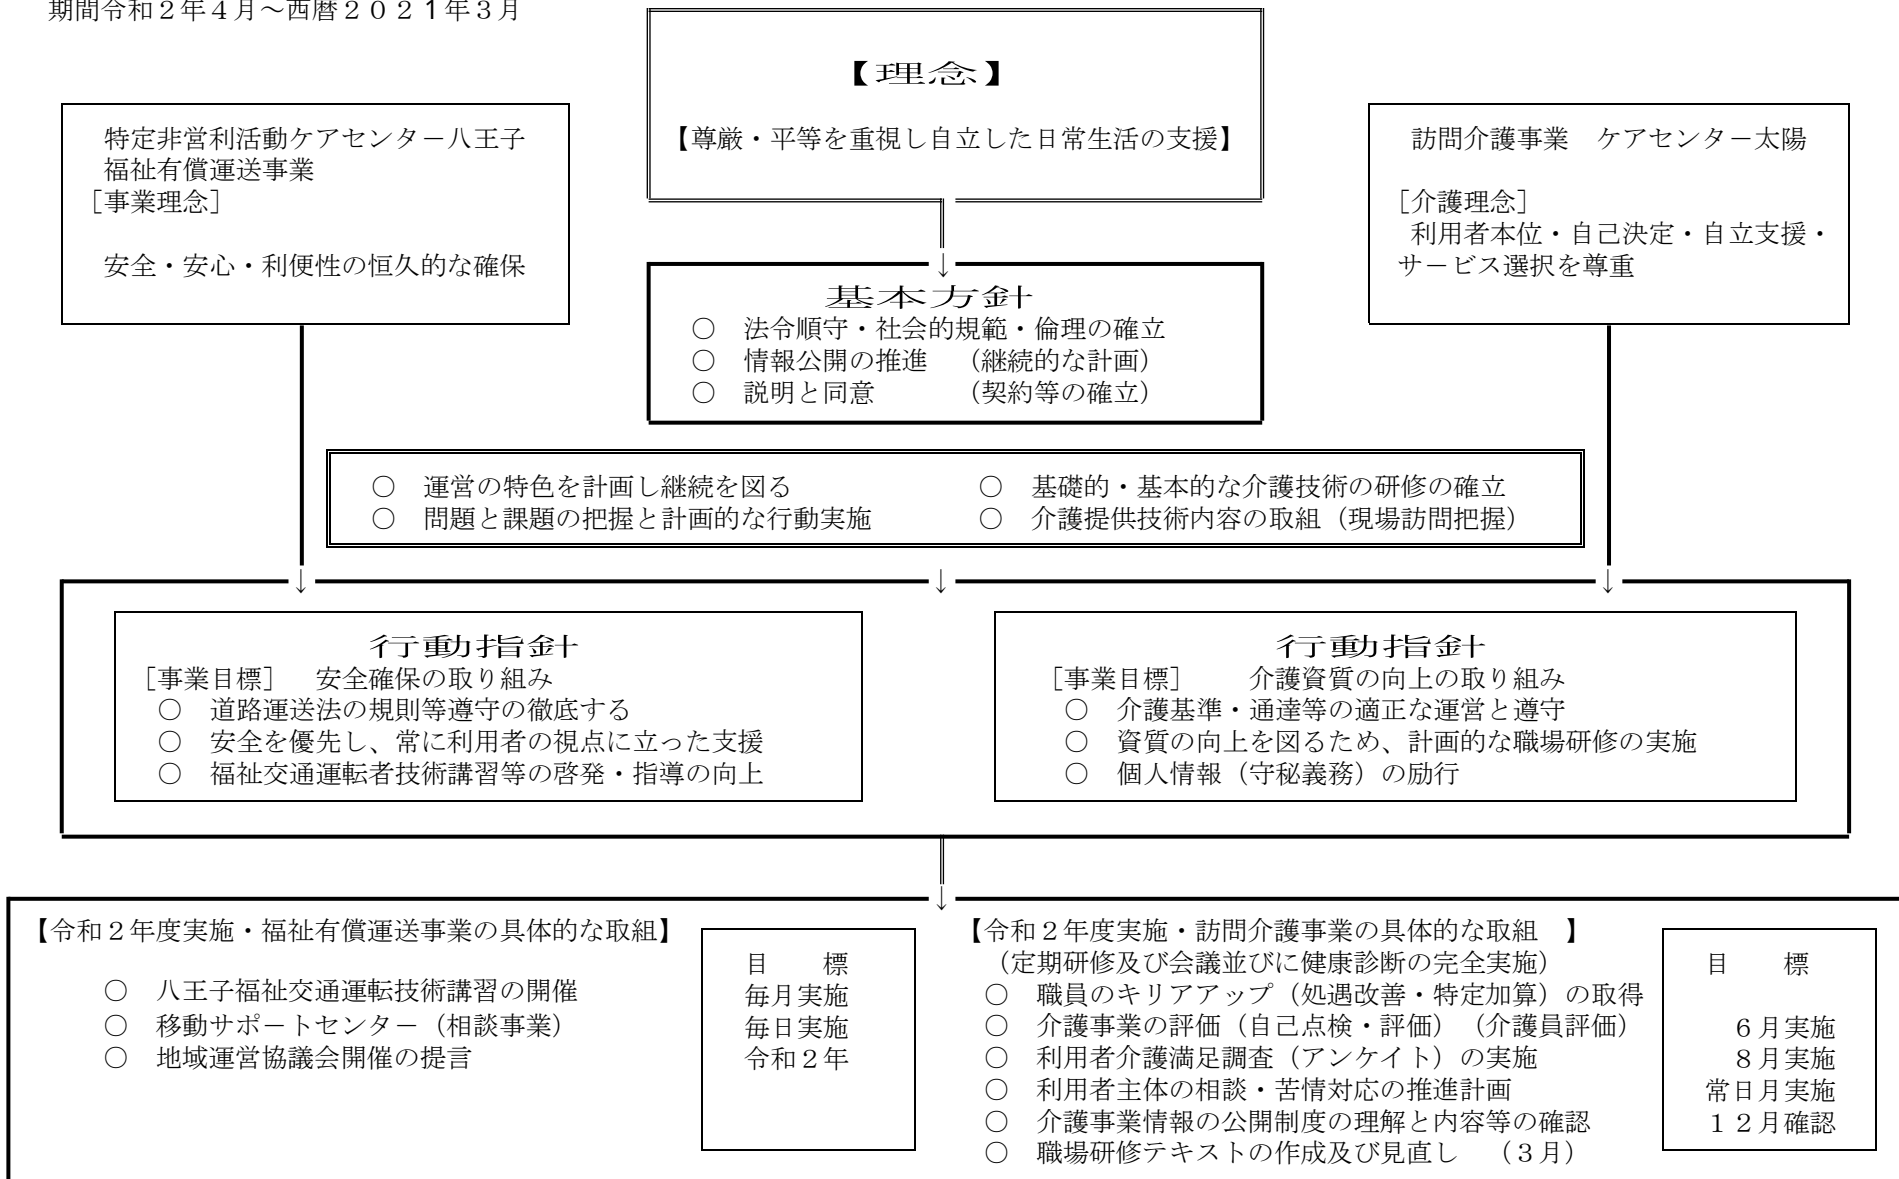 期間令和２年４月～西暦２０２１年３月
【理念】
【尊厳・平等を重視し自立した日常生活の支援】
特定非営利活動ケアセンタ－八王子
福祉有償運送事業
［事業理念］
安全・安心・利便性の恒久的な確保
訪問介護事業　ケアセンタ－太陽
［介護理念］
利用者本位・自己決定・自立支援・
サ－ビス選択を尊重
↓
基本方針
○　法令順守・社会的規範・倫理の確立
○　情報公開の推進　（継続的な計画）
○　説明と同意　　　（契約等の確立）
○　運営の特色を計画し継続を図る
○　問題と課題の把握と計画的な行動実施
○　基礎的・基本的な介護技術の研修の確立
○　介護提供技術内容の取組（現場訪問把握）
↓　↓　↓
行動指針
［事業目標］　安全確保の取り組み
○　道路運送法の規則等遵守の徹底する
○　安全を優先し、常に利用者の視点に立った支援
○　福祉交通運転者技術講習等の啓発・指導の向上
行動指針
［事業目標］　　介護資質の向上の取り組み
○　介護基準・通達等の適正な運営と遵守
○　資質の向上を図るため、計画的な職場研修の実施
○　個人情報（守秘義務）の励行
↓
【令和２年度実施・福祉有償運送事業の具体的な取組】
○　八王子福祉交通運転技術講習の開催
○　移動サポ－トセンタ－（相談事業）
○　地域運営協議会開催の提言
目　　標
毎月実施
毎日実施
令和２年
【令和２年度実施・訪問介護事業の具体的な取組　】
（定期研修及び会議並びに健康診断の完全実施）
○　職員のキリアアップ（処遇改善・特定加算）の取得
○　介護事業の評価（自己点検・評価）（介護員評価）
○　利用者介護満足調査（アンケイト）の実施
○　利用者主体の相談・苦情対応の推進計画
○　介護事業情報の公開制度の理解と内容等の確認
○　職場研修テキストの作成及び見直し　（３月）
目　　標
６月実施
８月実施
常日月実施
１２月確認